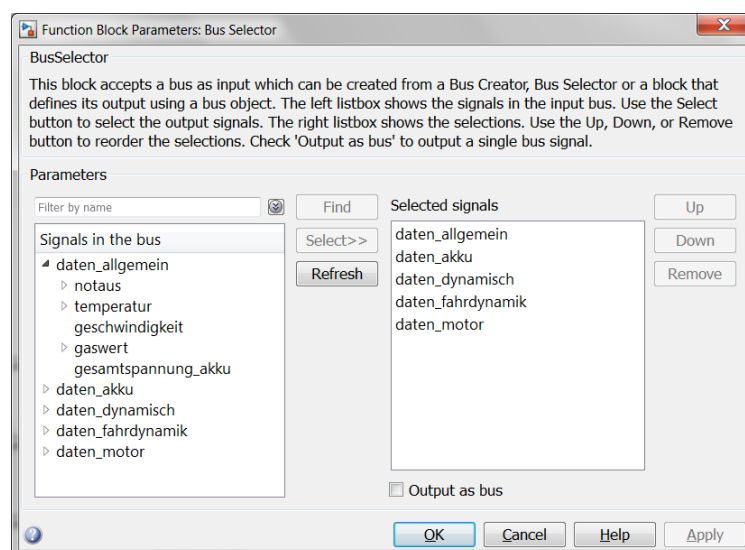 Function Block Parameters: Bus Selector
BusSelector
This block accepts a bus as input which can be created from a Bus Creator, Bus Selector or a block that
defines its output using a bus object. The left listbox shows the signals in the input bus. Use the Select
button to select the output signals. The right listbox shows the selections. Use the Up, Down, or Remove
button to reorder the selections. Check 'Output as bus' to output a single bus signal.
Parameters
Filter by name
Find
Select>>
Refresh
Signals in the bus
daten_allgemein
notaus
temperatur
geschwindigkeit
gaswert
gesamtspannung_akku
daten_akku
daten_dynamisch
daten_fahrdynamik
daten_motor
Selected signals
daten_allgemein
daten_akku
daten_dynamisch
daten_fahrdynamik
daten_motor
Up
Down
Remove
Output as bus
OK
Cancel
Help
Apply